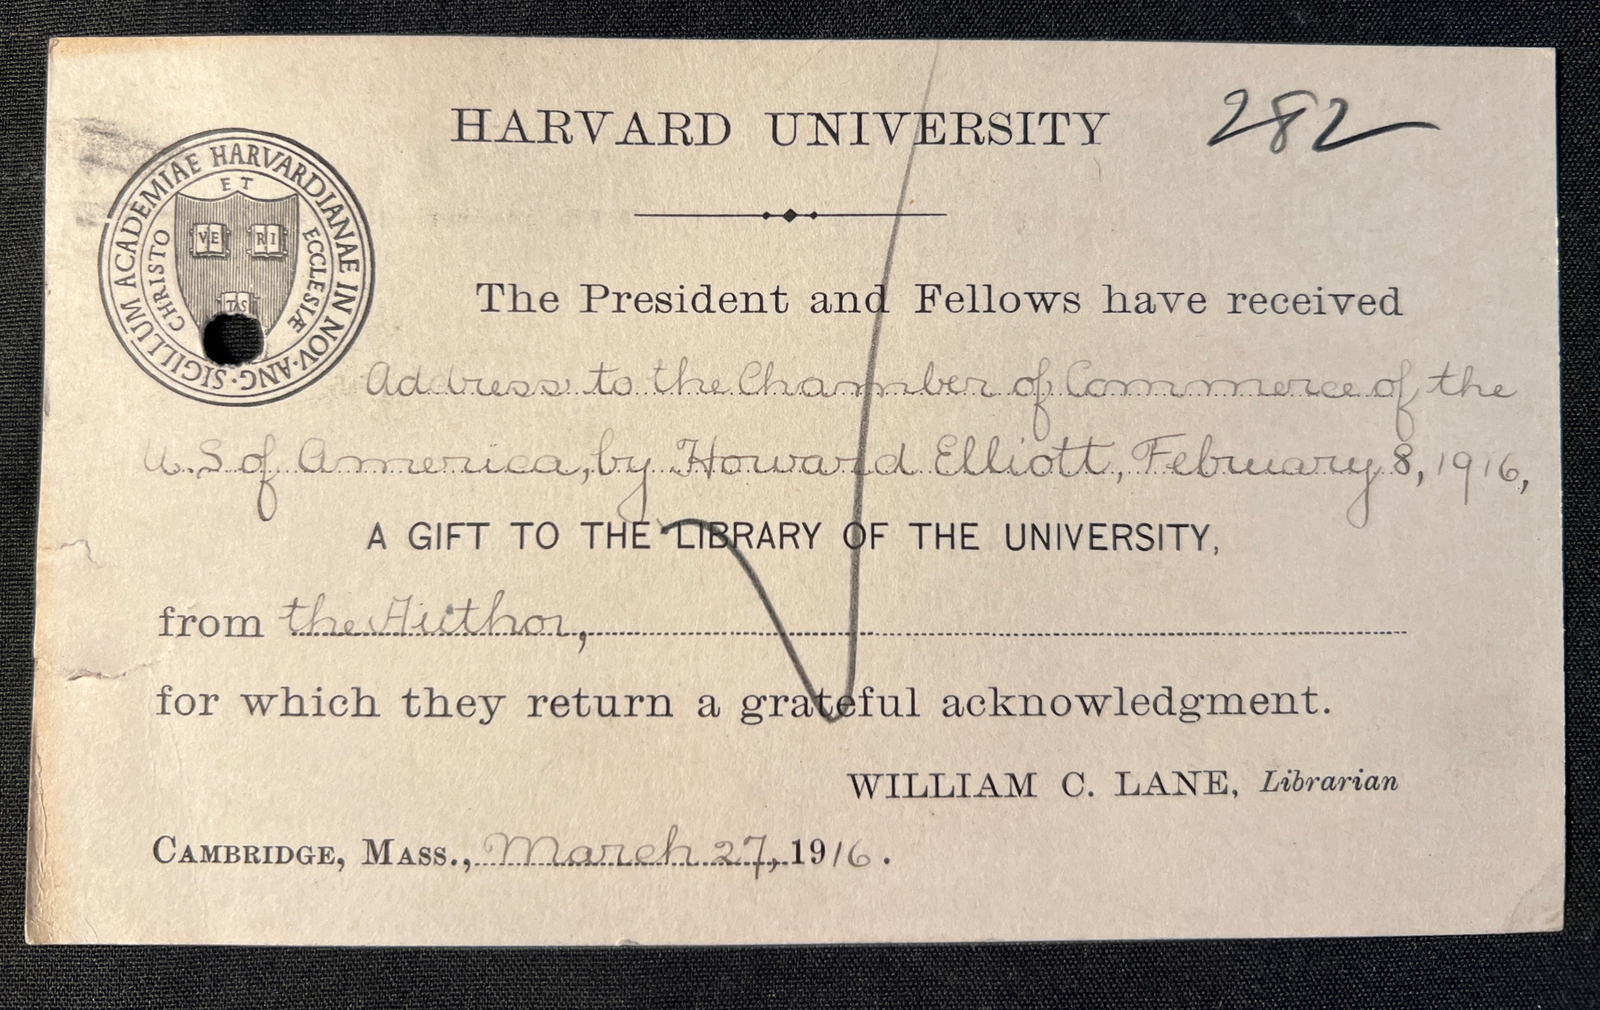 HARVARD UNIVERSITY
282
SIGILLUM ACADEMIAE HARVARDIANAE IN NOV. ANG.
CHRISTO ET ECCLESIÆ
VE RI
TAS
The President and Fellows have received
Address to the Chamber of Commerce of the
U.S of America, by Howard Elliott, February 8, 1916,
A GIFT TO THE LIBRARY OF THE UNIVERSITY,
from the Author,
for which they return a grateful acknowledgment.
WILLIAM C. LANE, Librarian
CAMBRIDGE, MASS., March 27, 1916.